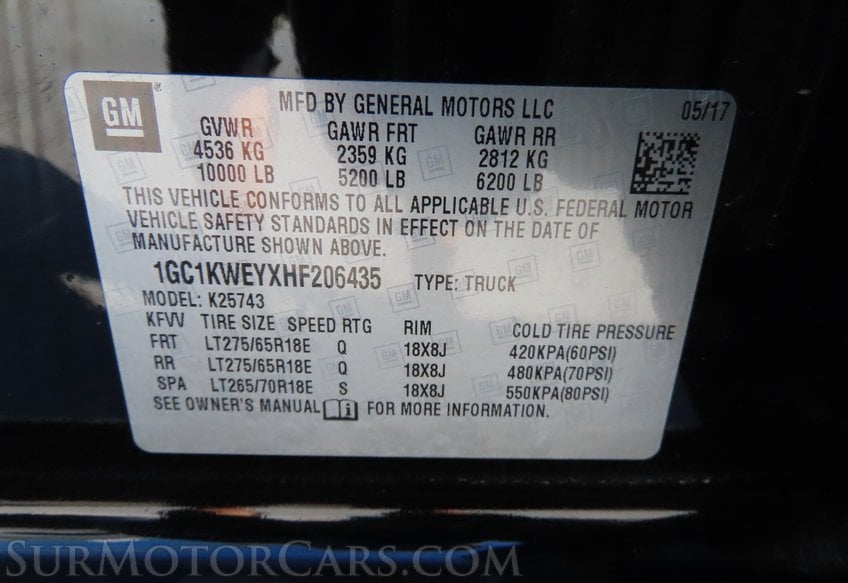 GM
MFD BY GENERAL MOTORS LLC 05/17
GVWR GAWR FRT GAWR RR
4536 KG 2359 KG 2812 KG
10000 LB 5200 LB 6200 LB
THIS VEHICLE CONFORMS TO ALL APPLICABLE U.S. FEDERAL MOTOR
VEHICLE SAFETY STANDARDS IN EFFECT ON THE DATE OF
MANUFACTURE SHOWN ABOVE.
1GC1KWEYXHF206435 TYPE: TRUCK
MODEL: K25743
KFW TIRE SIZE SPEED RTG RIM COLD TIRE PRESSURE
FRT LT275/65R18E Q 18X8J 420KPA(60PSI)
RR LT275/65R18E Q 18X8J 480KPA(70PSI)
SPA LT265/70R18E S 18X8J 550KPA(80PSI)
SEE OWNER'S MANUAL i FOR MORE INFORMATION.
SurMotorCars.com